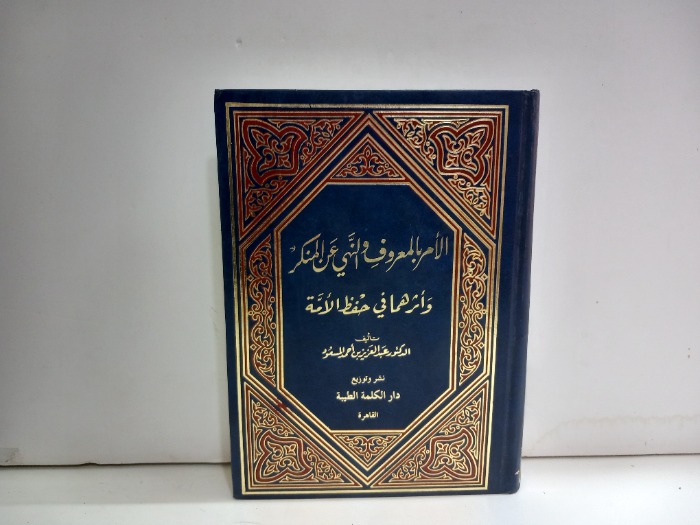 الأمر بالمعروف والنهي عن المنكر
وأثرهما في حفظ الأمة
تأليف
الدكتور عبد العزيز بن أحمد المسعود
نشر وتوزيع
دار الكلمة الطيبة
القاهرة